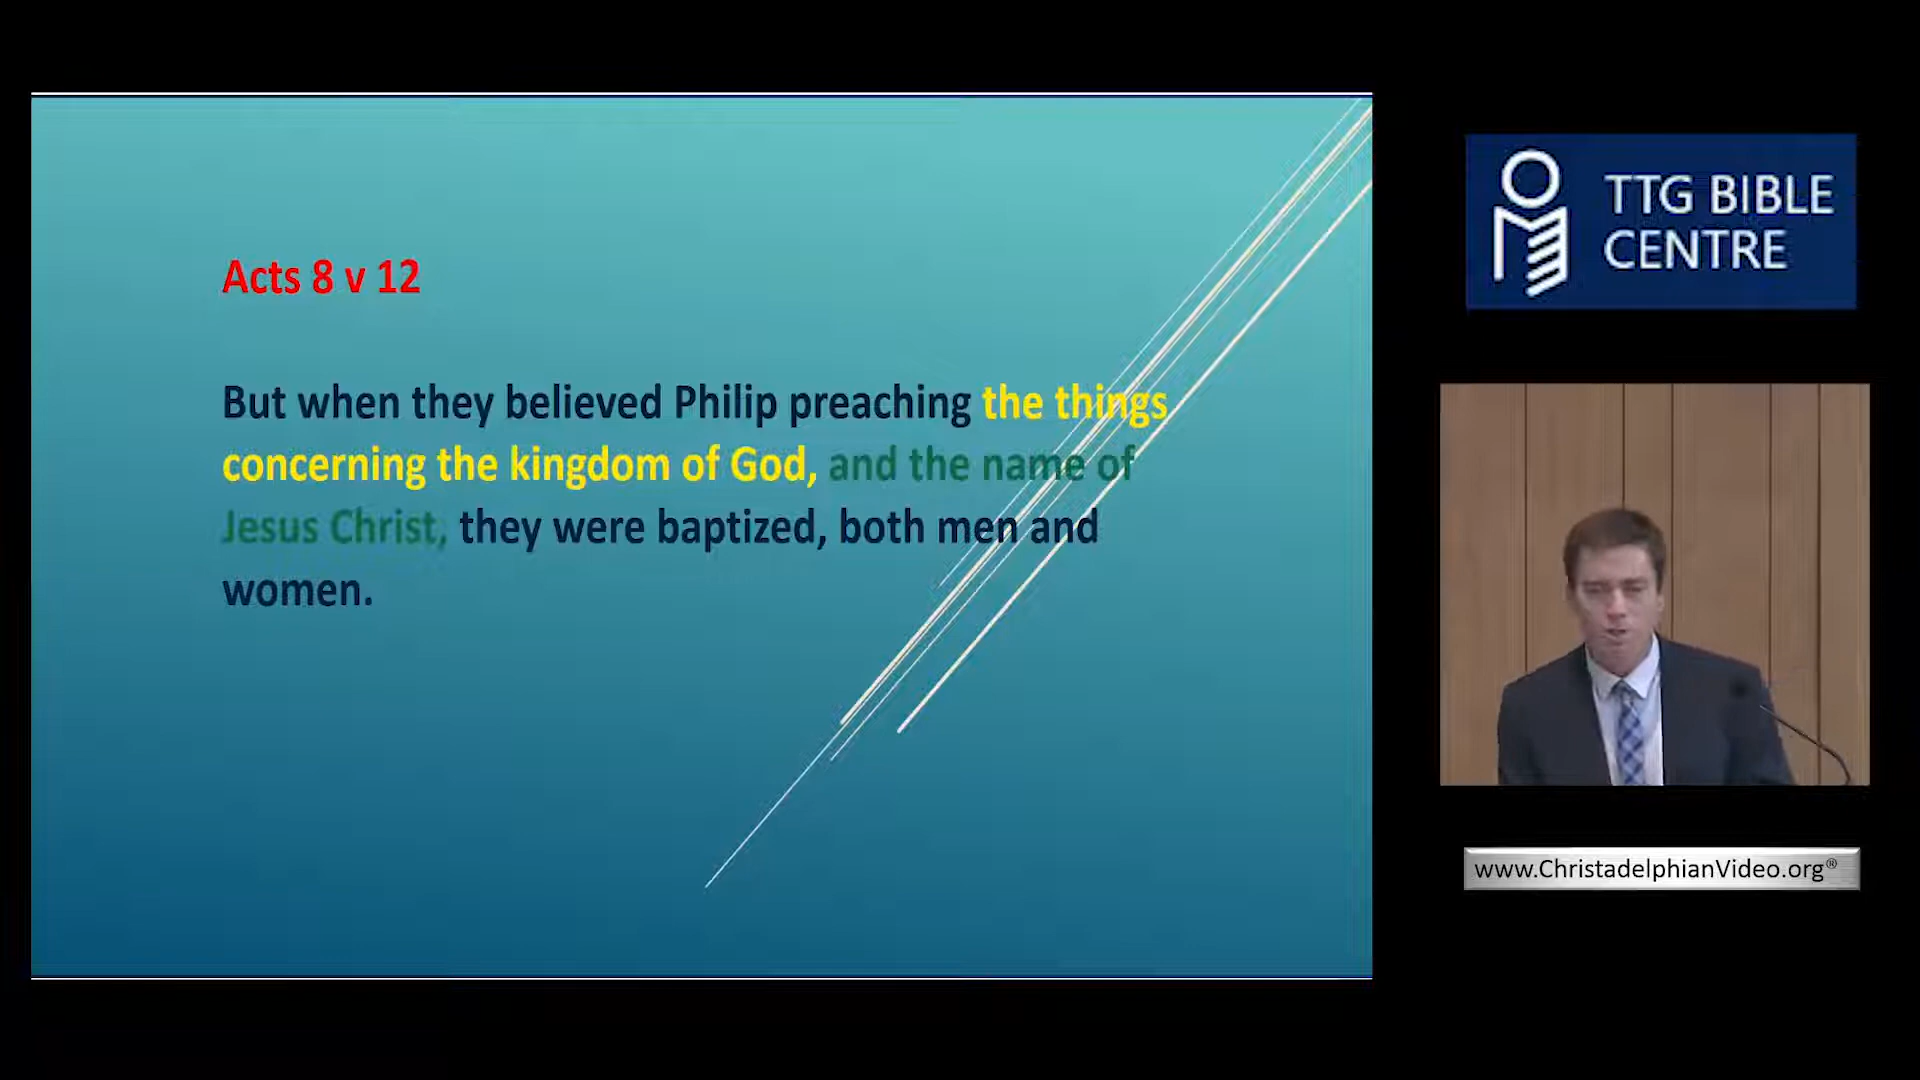 Acts 8 v 12
But when they believed Philip preaching the things
concerning the kingdom of God, and the name of
Jesus Christ, they were baptized, both men and
women.
TTG BIBLE
CENTRE
www.ChristadelphianVideo.org®